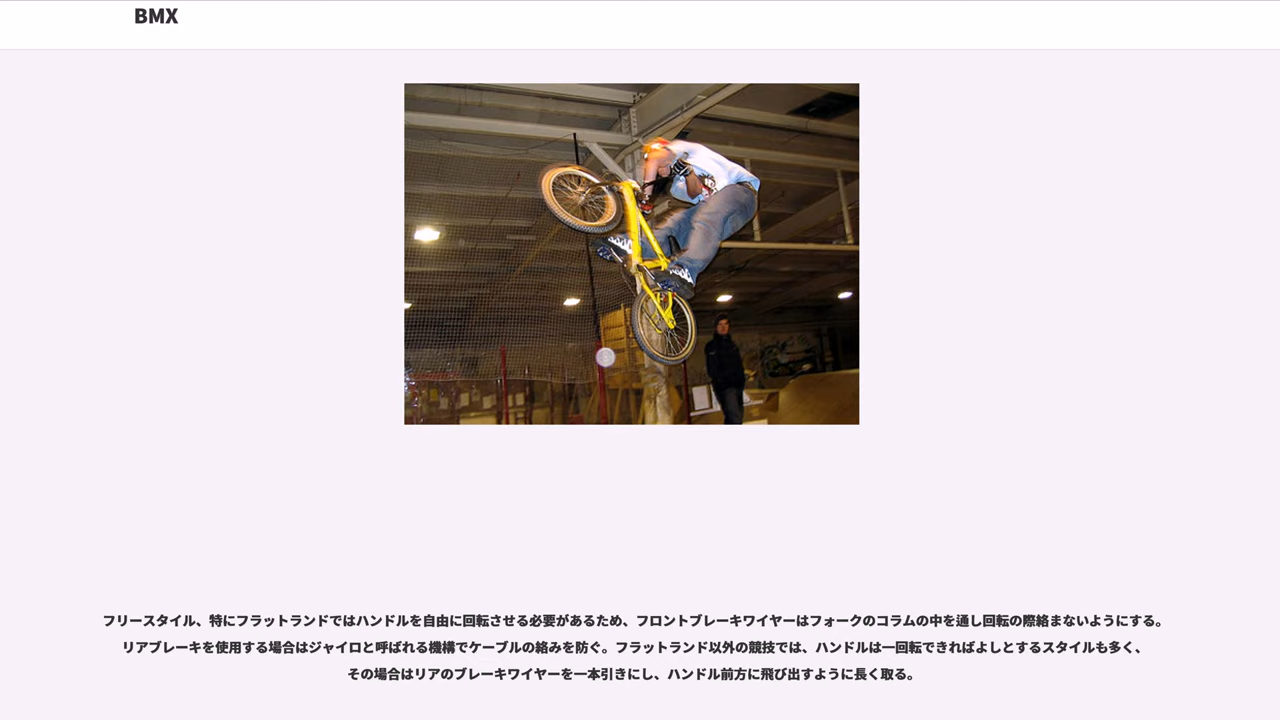 BMX
フリースタイル、特にフラットランドではハンドルを自由に回転させる必要があるため、フロントブレーキワイヤーはフォークのコラムの中を通し回転の際絡まないようにする。
リアブレーキを使用する場合はジャイロと呼ばれる機構でケーブルの絡みを防ぐ。フラットランド以外の競技では、ハンドルは一回転できればよしとするスタイルも多く、
その場合はリアのブレーキワイヤーを一本引きにし、ハンドル前方に飛び出すように長く取る。